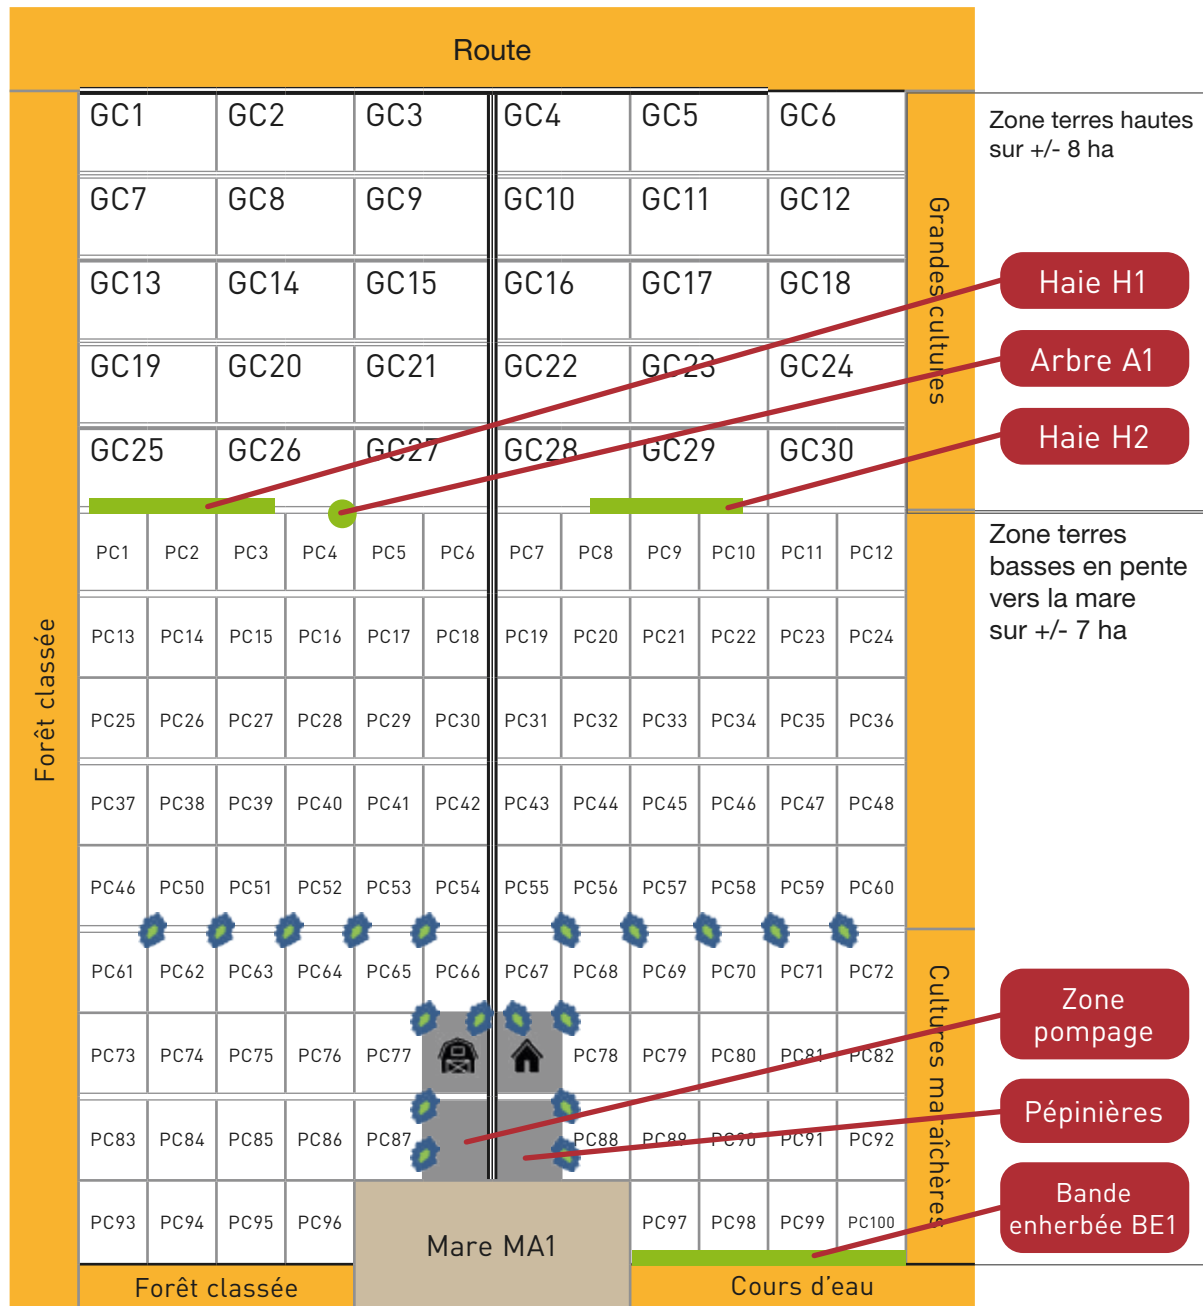 Route
GC1 GC2 GC3 GC4 GC5 GC6
Zone terres hautes
sur +/- 8 ha
GC7 GC8 GC9 GC10 GC11 GC12
Grandes cultures
GC13 GC14 GC15 GC16 GC17 GC18
Haie H1
GC19 GC20 GC21 GC22 GC23 GC24
Arbre A1
GC25 GC26 GC27 GC28 GC29 GC30
Haie H2
PC1 PC2 PC3 PC4 PC5 PC6 PC7 PC8 PC9 PC10 PC11 PC12
Zone terres
basses en pente
vers la mare
sur +/- 7 ha
PC13 PC14 PC15 PC16 PC17 PC18 PC19 PC20 PC21 PC22 PC23 PC24
Forêt classée
PC25 PC26 PC27 PC28 PC29 PC30 PC31 PC32 PC33 PC34 PC35 PC36
PC37 PC38 PC39 PC40 PC41 PC42 PC43 PC44 PC45 PC46 PC47 PC48
PC46 PC50 PC51 PC52 PC53 PC54 PC55 PC56 PC57 PC58 PC59 PC60
PC61 PC62 PC63 PC64 PC65 PC66 PC67 PC68 PC69 PC70 PC71 PC72
Cultures maraîchères
Zone
pompage
PC73 PC74 PC75 PC76 PC77 PC78 PC79 PC80 PC81 PC82
Pépinières
PC83 PC84 PC85 PC86 PC87 PC88 PC89 PC90 PC91 PC92
Bande
enherbée BE1
PC93 PC94 PC95 PC96 PC97 PC98 PC99 PC100
Mare MA1
Forêt classée
Cours d'eau